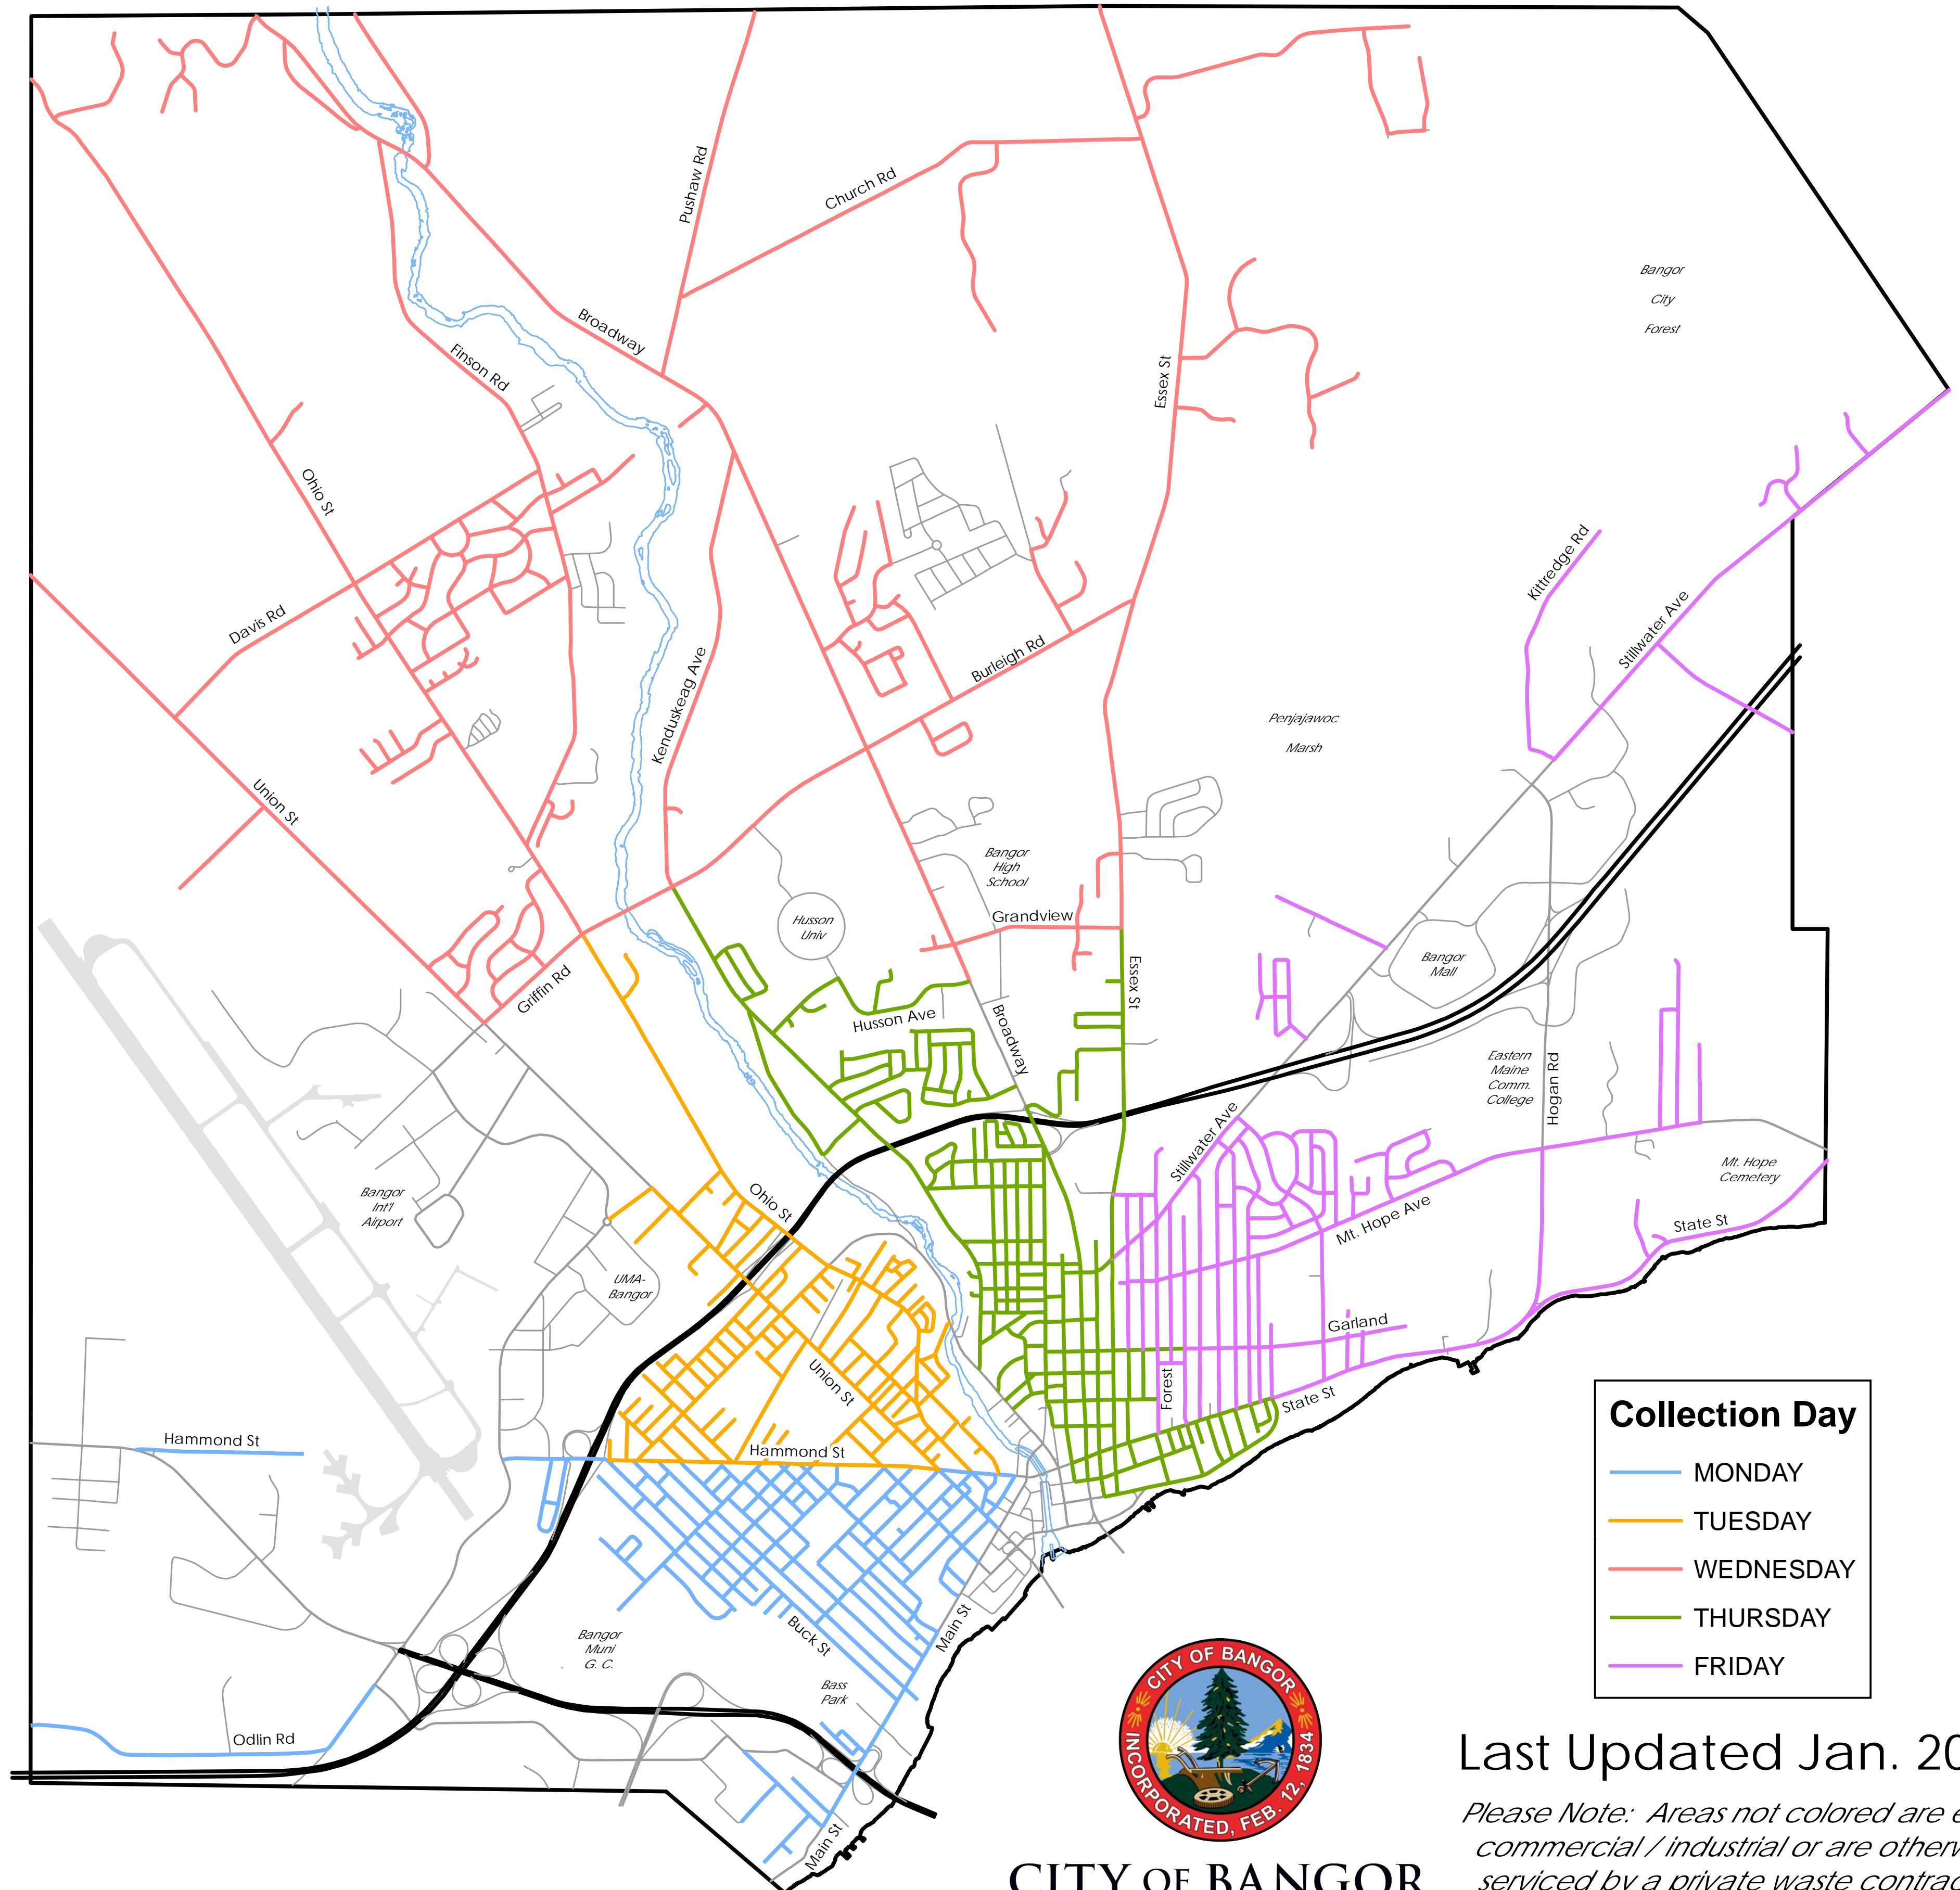 Pushaw Rd
Church Rd
Bangor
City
Forest
Broadway
Finson Rd
Essex St
Ohio St
Kittredge Rd
Stillwater Ave
Davis Rd
Burleigh Rd
Kenduskeag Ave
Penjajawoc
Marsh
Union St
Bangor
High
School
Grandview
Husson
Univ
Bangor
Mall
Griffin Rd
Essex St
Husson Ave
Broadway
Eastern
Maine
Comm.
College
Hogan Rd
Stillwater Ave
Mt. Hope
Cemetery
Bangor
Int'l
Airport
Ohio St
Mt. Hope Ave
State St
UMA-
Bangor
Garland
Union St
Forest
State St
Hammond St
Hammond St
Collection Day
MONDAY
TUESDAY
WEDNESDAY
THURSDAY
FRIDAY
Bangor
Muni
G. C.
Buck St
Main St
Bass
Park
Odlin Rd
Main St
CITY OF BANGOR
INCORPORATED, FEB. 12, 1834
CITY OF BANGOR
Last Updated Jan. 20
Please Note: Areas not colored are
commercial / industrial or are
serviced by a private waste